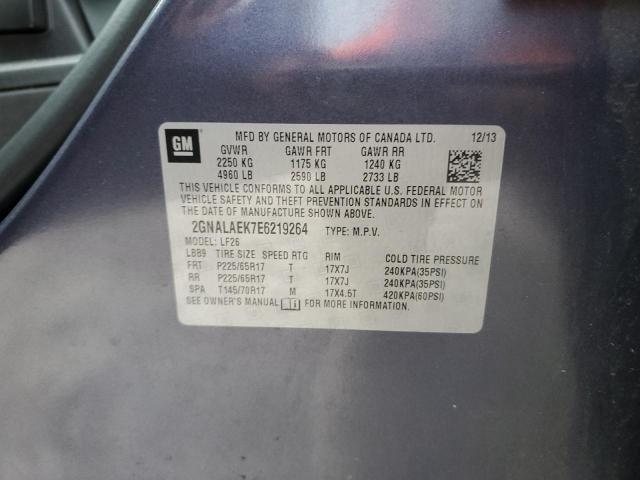 GM
MFD BY GENERAL MOTORS OF CANADA LTD. 12/13
GVWR GAWR FRT GAWR RR
2250 KG 1175 KG 1240 KG
4960 LB 2590 LB 2733 LB
THIS VEHICLE CONFORMS TO ALL APPLICABLE U.S. FEDERAL MOTOR
VEHICLE SAFETY AND THEFT PREVENTION STANDARDS IN EFFECT ON
THE DATE OF MANUFACTURE SHOWN ABOVE.
2GNALAEK7E6219264 TYPE: M.P.V.
MODEL: LF26
LBB9 TIRE SIZE SPEED RTG RIM COLD TIRE PRESSURE
FRT P225/65R17 T 17X7J 240KPA(35PSI)
RR P225/65R17 T 17X7J 240KPA(35PSI)
SPA T145/70R17 M 17X4.5T 420KPA(60PSI)
SEE OWNER'S MANUAL FOR MORE INFORMATION.